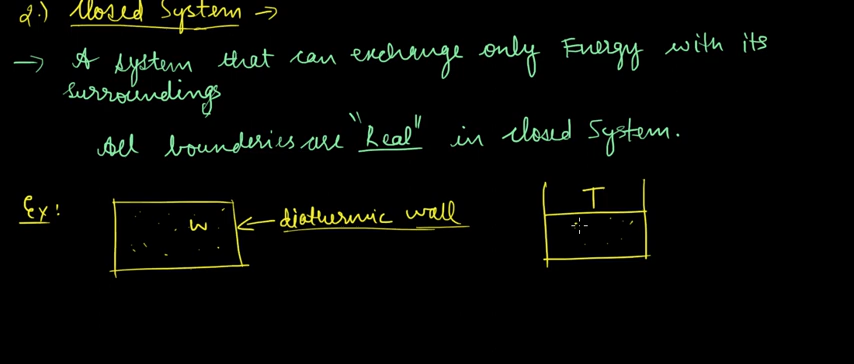 2.) Closed System →
→ A system that can exchange only Energy with its
surroundings
All bounderies are "Real" in closed System.
Ex:
W
← diathermic wall
T